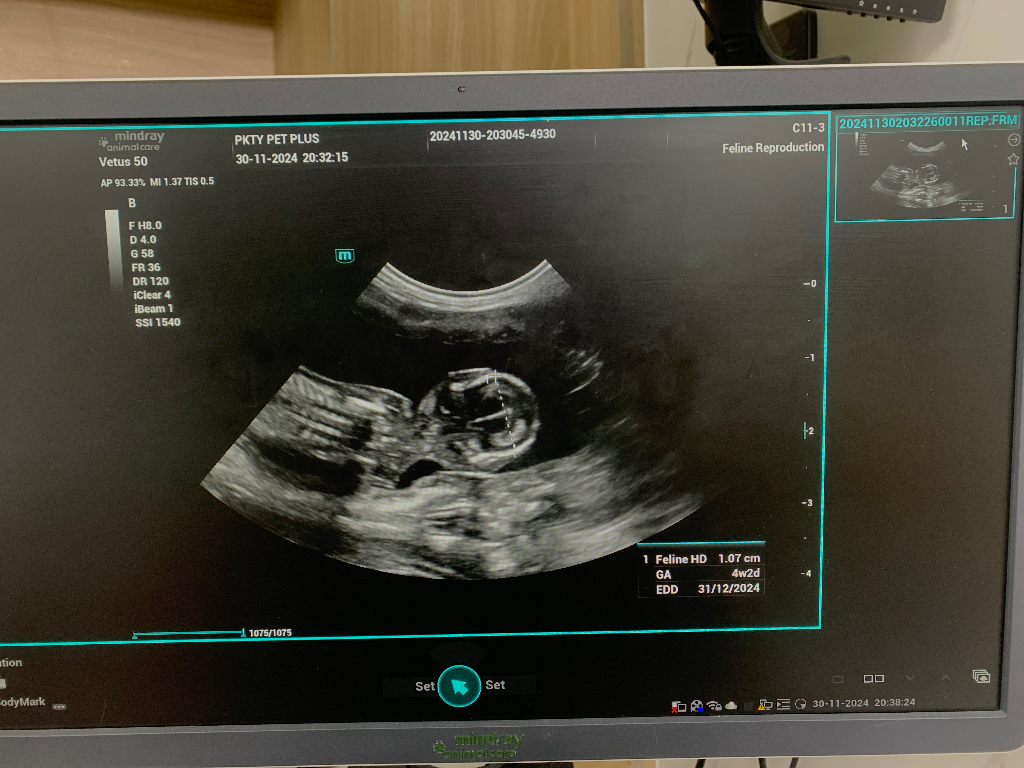 mindray
animalcare
Vetus 50
PKTY PET PLUS
30-11-2024 20:32:15
20241130-203045-4930
C11-3
Feline Reproduction
202411302032260011REP.FRM
AP 93.33% MI 1.37 TIS 0.5
B
F H8.0
D 4.0
G 58
FR 36
DR 120
iClear 4
iBeam 1
SSI 1540
m
0
1
2
3
4
1
1 Feline HD 1.07 cm
GA 4w2d
EDD 31/12/2024
1075/1075
ation
odyMark
Set
Set
30-11-2024 20:38:24
mindray
animalcare